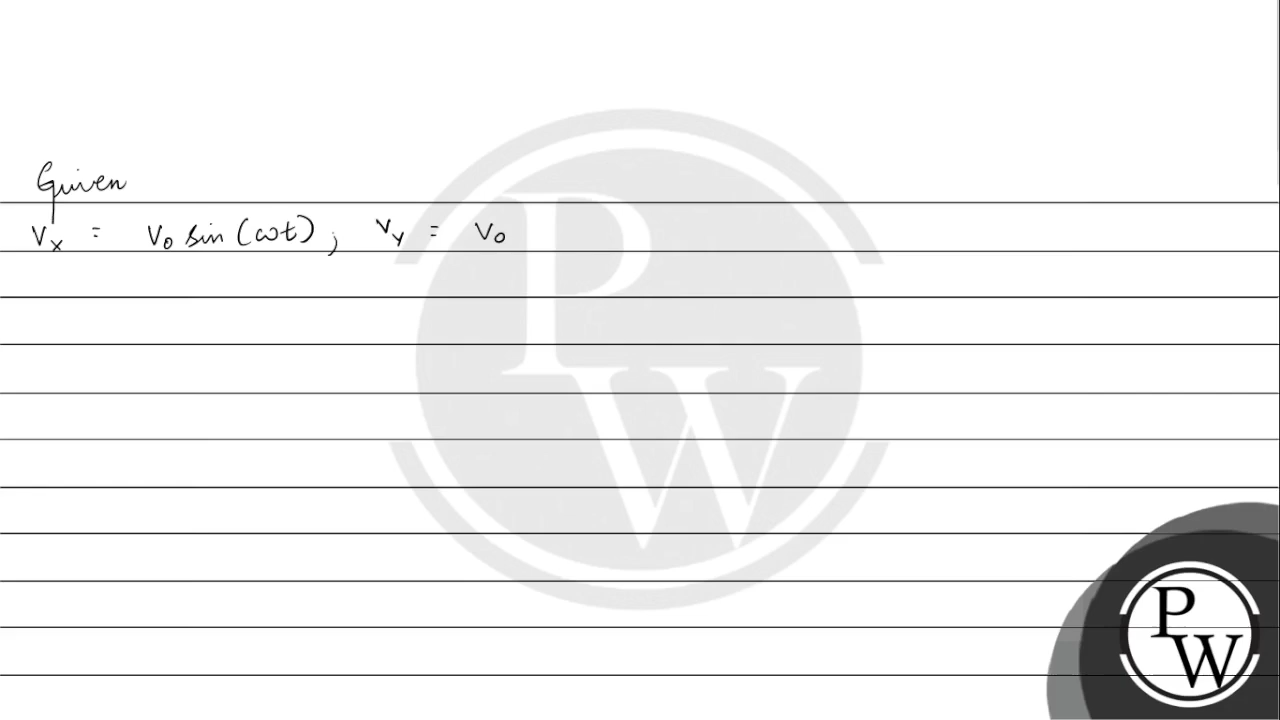 Given
Vx = V₀ sin (ωt) ; Vy = V₀
P
W
P
W